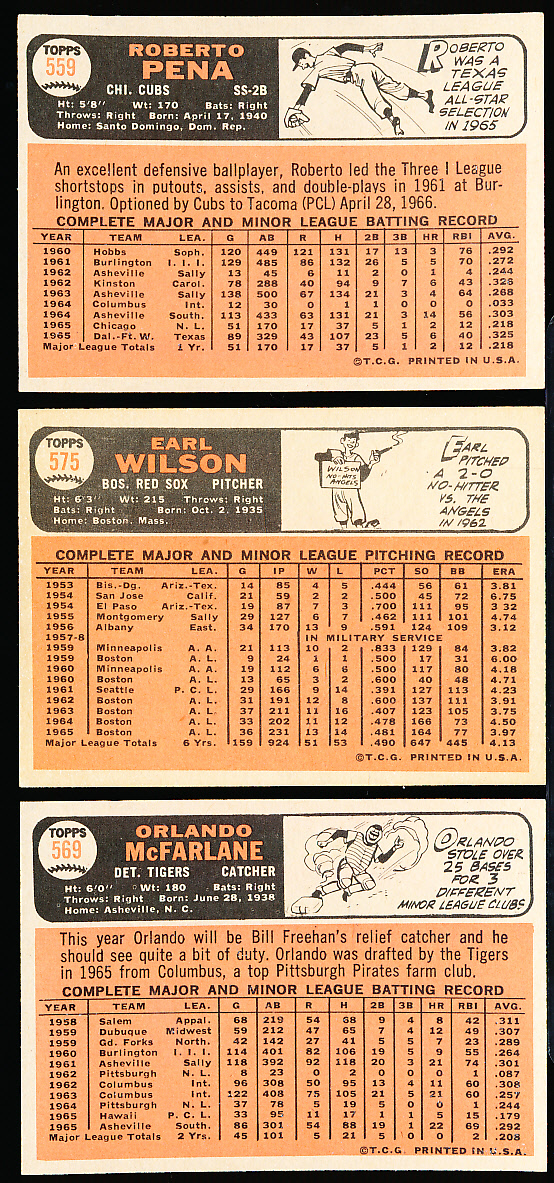 TOPPS
559
ROBERTO
PENA
CHI. CUBS SS-2B
Ht: 5'8" Wt: 170 Bats: Right
Throws: Right Born: April 17, 1940
Home: Santo Domingo, Dom. Rep.
ROBERTO
WAS A
TEXAS
LEAGUE
ALL-STAR
SELECTION
IN 1965
An excellent defensive ballplayer, Roberto led the Three I League
shortstops in putouts, assists, and double-plays in 1961 at Bur-
lington. Optioned by Cubs to Tacoma (PCL) April 28, 1966.
COMPLETE MAJOR AND MINOR LEAGUE BATTING RECORD
YEAR TEAM LEA. G AB R H 2B 3B HR RBI AVG.
1960 Hobbs Soph. 120 449 121 131 17 13 3 76 .292
1961 Burlington I. I. I. 129 485 86 132 26 5 5 70 .272
1962 Asheville Sally 13 45 6 11 2 0 1 4 .244
1962 Kinston Carol. 78 288 40 94 9 7 6 43 .326
1963 Asheville Sally 138 500 67 134 21 3 4 64 .268
1964 Columbus Int. 12 30 0 1 0 0 0 0 .033
1964 Asheville South. 113 433 63 131 21 3 14 56 .303
1965 Chicago N. L. 51 170 17 37 5 1 2 12 .218
1965 Dal.-Ft. W. Texas 89 329 43 107 23 5 6 40 .325
Major League Totals 1 Yr. 51 170 17 37 5 1 2 12 .218
©T.C.G. PRINTED IN U.S.A.
TOPPS
575
EARL
WILSON
BOS. RED SOX PITCHER
Ht: 6'3" Wt: 215 Throws: Right
Bats: Right Born: Oct. 2, 1935
Home: Boston, Mass.
WILSON
NO-HITS
ANGELS
EARL
PITCHED
A 2-0
NO-HITTER
VS. THE
ANGELS
IN 1962
COMPLETE MAJOR AND MINOR LEAGUE PITCHING RECORD
YEAR TEAM LEA. G IP W L PCT SO BB ERA
1953 Bis.-Dg. Ariz.-Tex. 14 85 4 5 .444 56 61 3.81
1954 San Jose Calif. 21 59 2 2 .500 45 72 6.75
1954 El Paso Ariz.-Tex. 19 87 7 3 .700 111 95 3 32
1955 Montgomery Sally 29 127 6 7 .462 111 101 4.74
1956 Albany East. 34 170 13 9 .591 124 109 3.12
1957-8 IN MILITARY SERVICE
1959 Minneapolis A. A. 21 113 10 2 .833 129 84 3.82
1959 Boston A. L. 9 24 1 1 .500 17 31 6.00
1960 Minneapolis A. A. 19 112 6 6 .500 117 80 4.18
1960 Boston A. L. 13 65 3 2 .600 40 48 4.71
1961 Seattle P. C. L. 29 166 9 14 .391 127 113 4.23
1962 Boston A. L. 31 191 12 8 .600 137 111 3.91
1963 Boston A. L. 37 211 11 16 .407 123 105 3.75
1964 Boston A. L. 33 202 11 12 .478 166 73 4.50
1965 Boston A. L. 36 231 13 14 .481 164 77 3.97
Major League Totals 6 Yrs. 159 924 51 53 .490 647 445 4.13
©T.C.G. PRINTED IN U.S.A.
TOPPS
569
ORLANDO
McFARLANE
DET. TIGERS CATCHER
Ht: 6'0" Wt: 180 Bats: Right
Throws: Right Born: June 28, 1938
Home: Asheville, N. C.
ORLANDO
STOLE OVER
25 BASES
FOR 3
DIFFERENT
MINOR LEAGUE CLUBS
This year Orlando will be Bill Freehan's relief catcher and he
should see quite a bit of duty. Orlando was drafted by the Tigers
in 1965 from Columbus, a top Pittsburgh Pirates farm club.
COMPLETE MAJOR AND MINOR LEAGUE BATTING RECORD
YEAR TEAM LEA. G AB R H 2B 3B HR RBI AVG.
1958 Salem Appal. 68 219 54 68 9 4 8 42 .311
1959 Dubuque Midwest 59 212 47 65 7 4 12 49 .307
1959 Gd. Forks North. 42 142 27 41 5 5 7 23 .289
1960 Burlington I. I. I. 114 401 82 106 19 5 9 55 .264
1961 Asheville Sally 118 392 92 118 20 3 21 74 .301
1962 Pittsburgh N. L. 8 23 0 2 0 0 0 1 .087
1962 Columbus Int. 96 308 50 95 13 4 11 60 .308
1963 Columbus Int. 122 408 75 105 21 5 21 60 .257
1964 Pittsburgh N. L. 37 78 5 19 5 0 0 1 .244
1965 Hawaii P. C. L. 33 95 11 17 1 1 5 15 .179
1965 Asheville South. 86 301 54 88 19 1 22 69 .292
Major League Totals 2 Yrs. 45 101 5 21 5 0 0 2 .208
©T.C.G. PRINTED IN U.S.A.